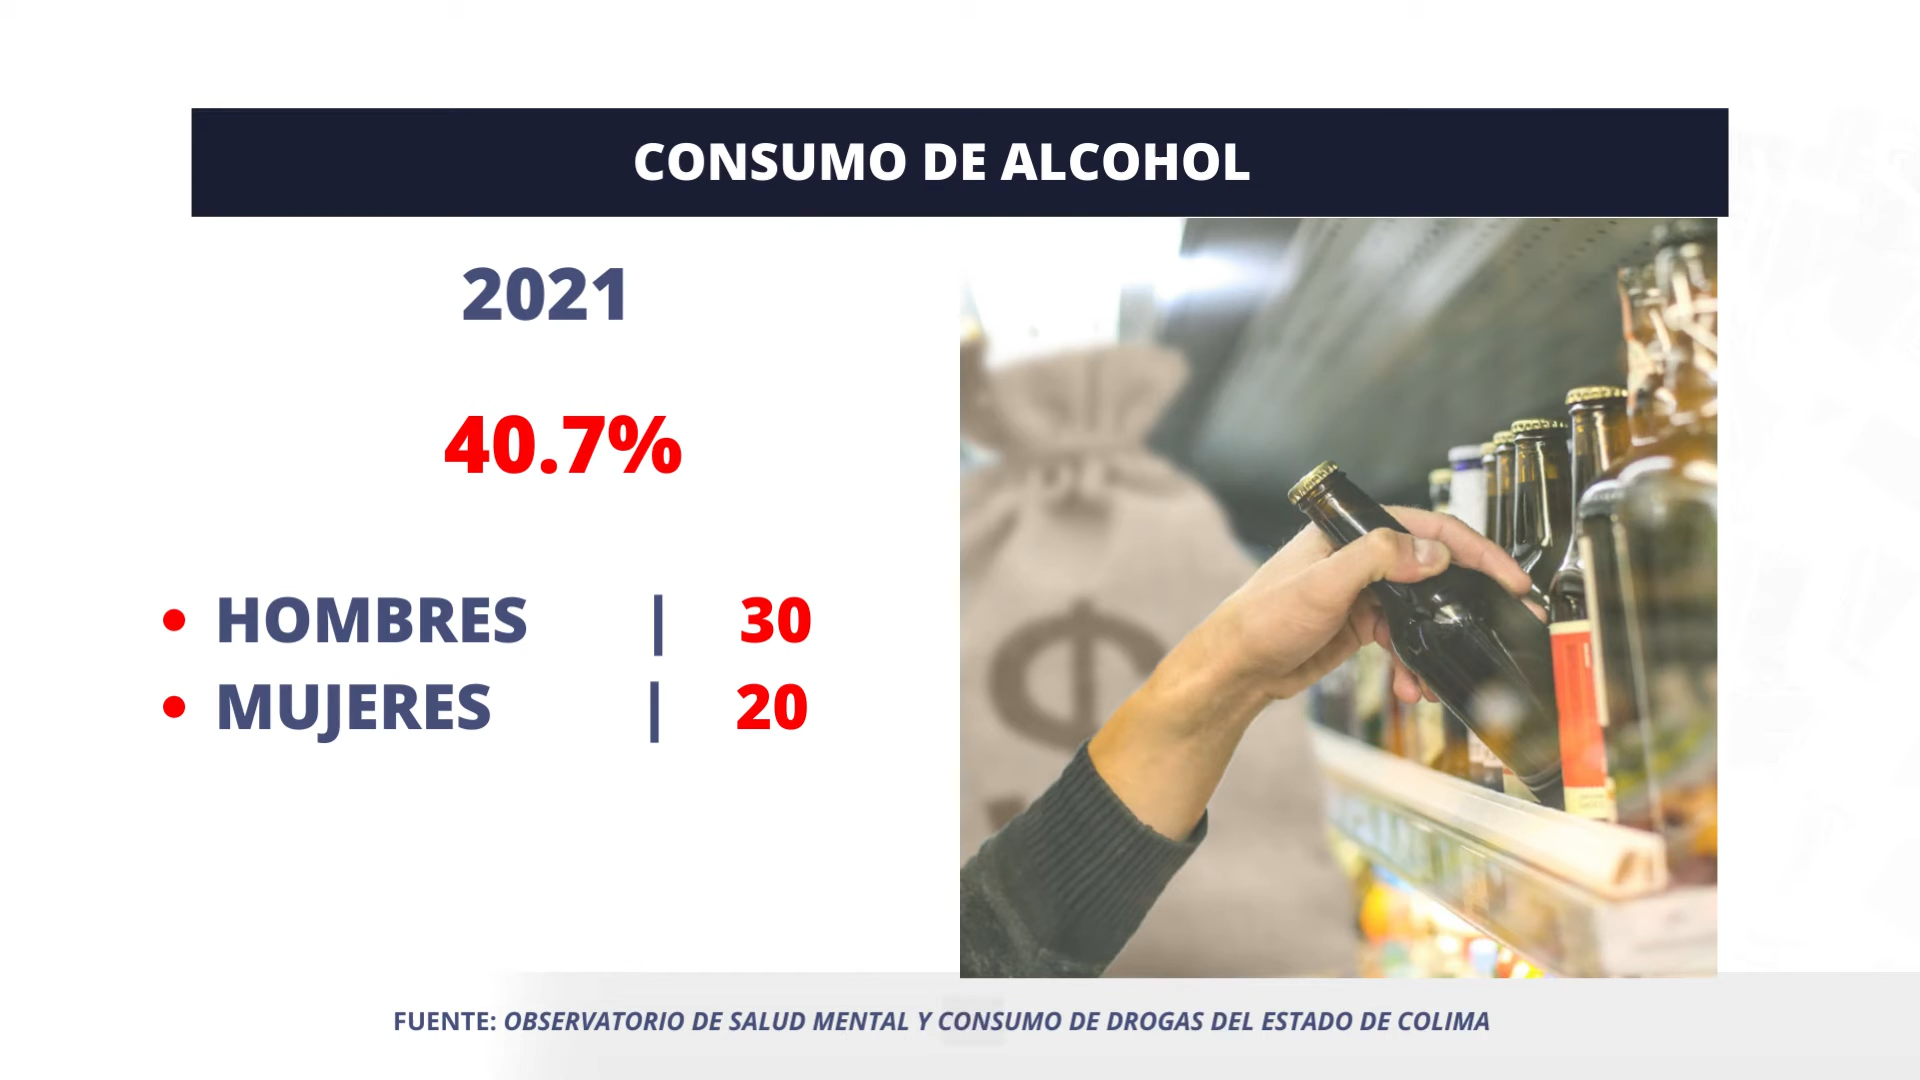 CONSUMO DE ALCOHOL
2021
40.7%
• HOMBRES | 30
• MUJERES | 20
FUENTE: OBSERVATORIO DE SALUD MENTAL Y CONSUMO DE DROGAS DEL ESTADO DE COLIMA